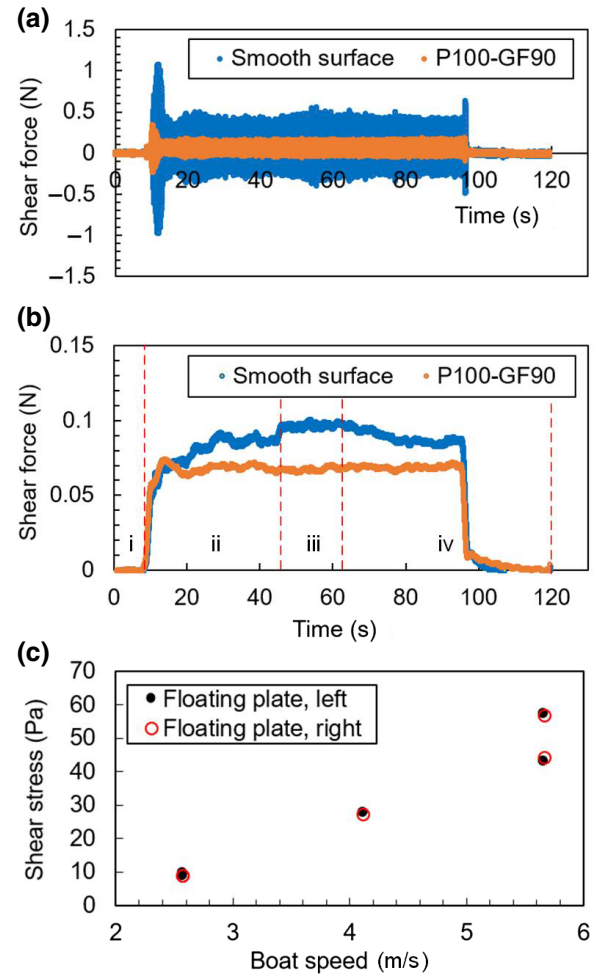 (a)
Shear force (N)
1.5
1
0.5
0
−0.5
−1
−1.5
Smooth surface P100-GF90
0 20 40 60 80 100 120
Time (s)
(b)
Shear force (N)
0.15
0.1
0.05
0
Smooth surface P100-GF90
i ii iii iv
0 20 40 60 80 100 120
Time (s)
(c)
Shear stress (Pa)
70
60
50
40
30
20
10
0
Floating plate, left
Floating plate, right
2 3 4 5 6
Boat speed (m/s)